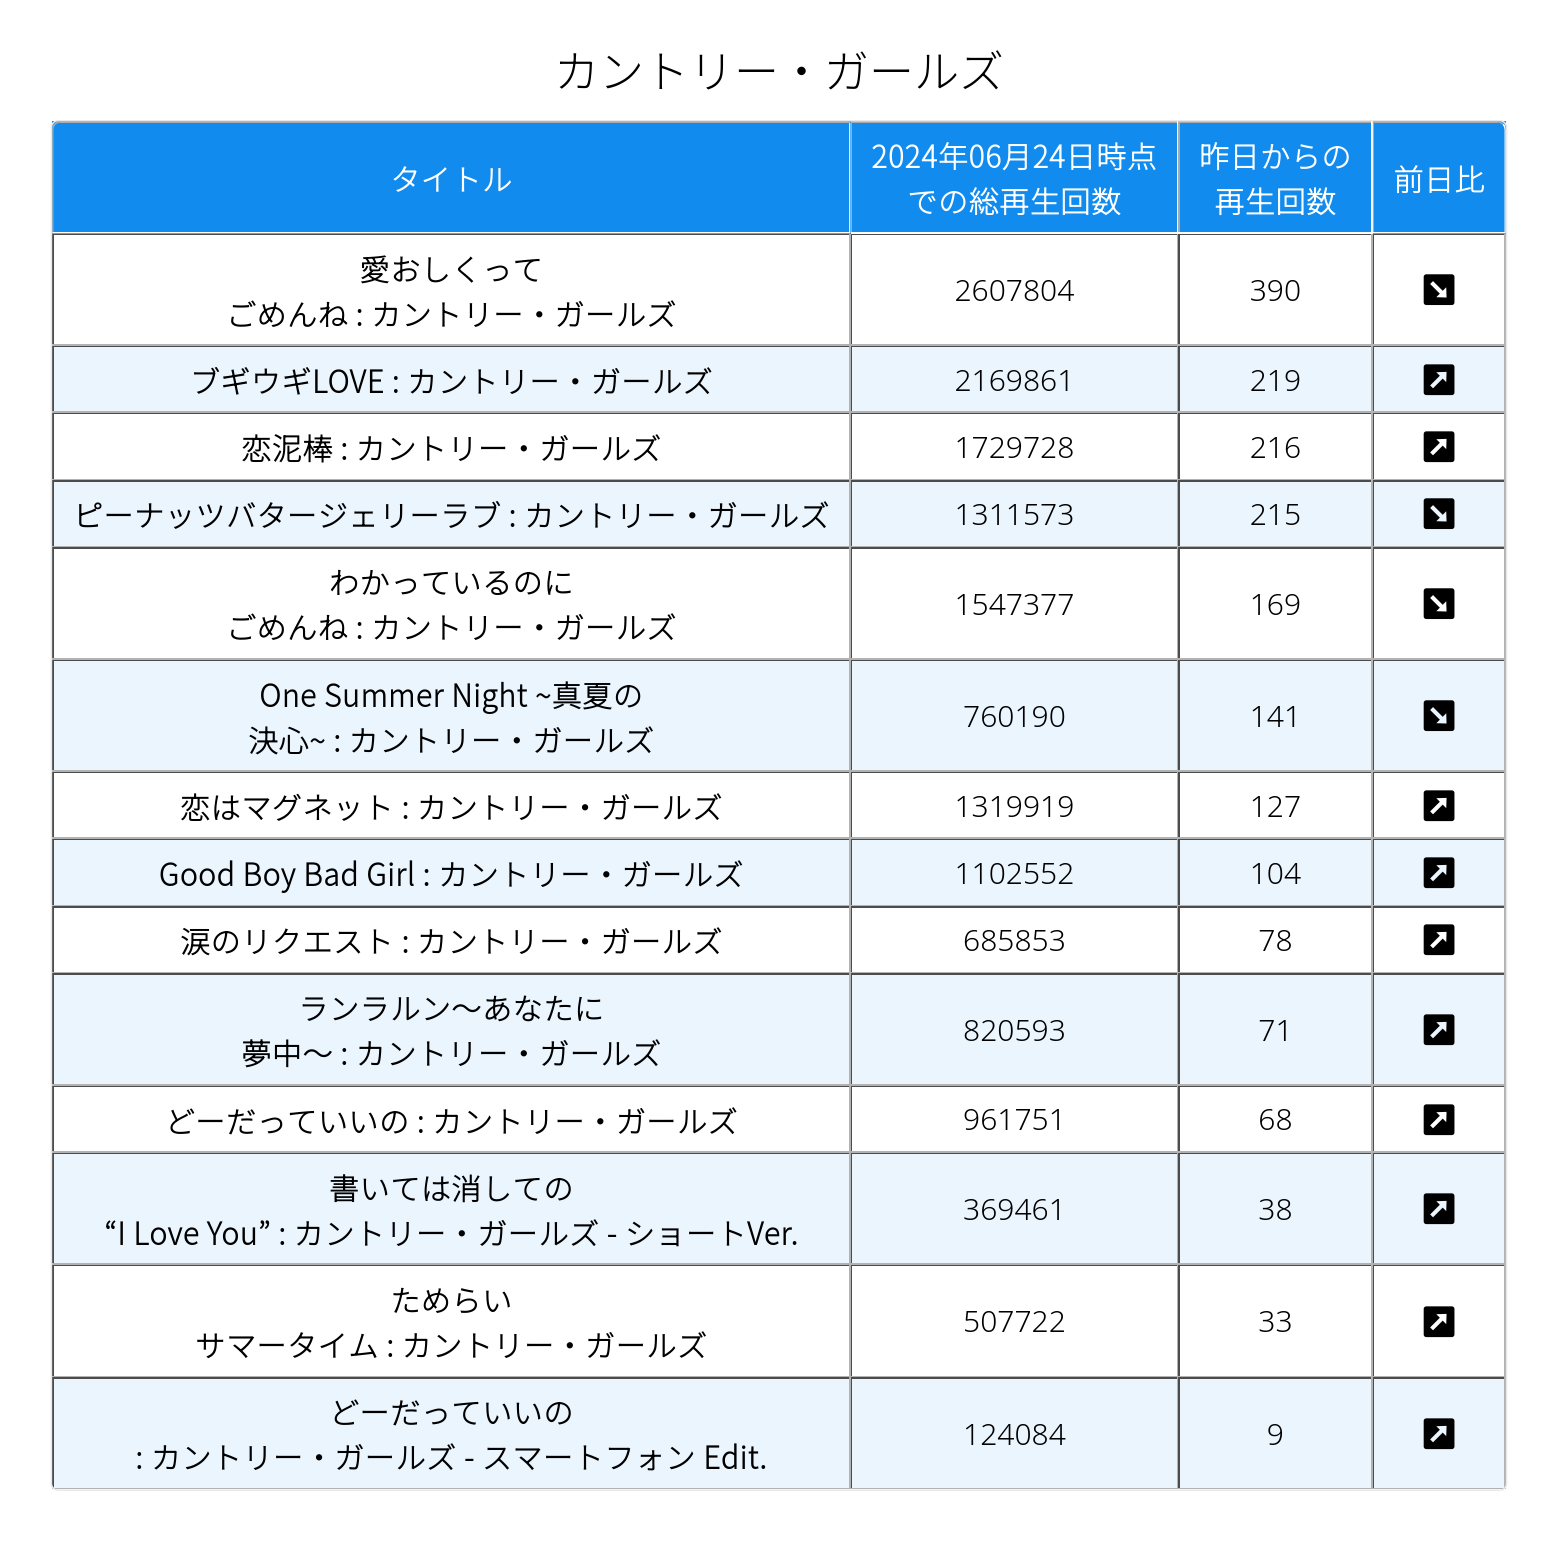 カントリー・ガールズ
タイトル
2024年06月24日時点
での総再生回数
昨日からの
再生回数
前日比
愛おしくって
ごめんね : カントリー・ガールズ
2607804
390
ブギウギLOVE : カントリー・ガールズ
2169861
219
恋泥棒 : カントリー・ガールズ
1729728
216
ピーナッツバタージェリーラブ : カントリー・ガールズ
1311573
215
わかっているのに
ごめんね : カントリー・ガールズ
1547377
169
One Summer Night ~真夏の
決心~ : カントリー・ガールズ
760190
141
恋はマグネット : カントリー・ガールズ
1319919
127
Good Boy Bad Girl : カントリー・ガールズ
1102552
104
涙のリクエスト : カントリー・ガールズ
685853
78
ランラルン〜あなたに
夢中〜 : カントリー・ガールズ
820593
71
どーだっていいの : カントリー・ガールズ
961751
68
書いては消しての
“I Love You” : カントリー・ガールズ - ショートVer.
369461
38
ためらい
サマータイム : カントリー・ガールズ
507722
33
どーだっていいの
: カントリー・ガールズ - スマートフォン Edit.
124084
9